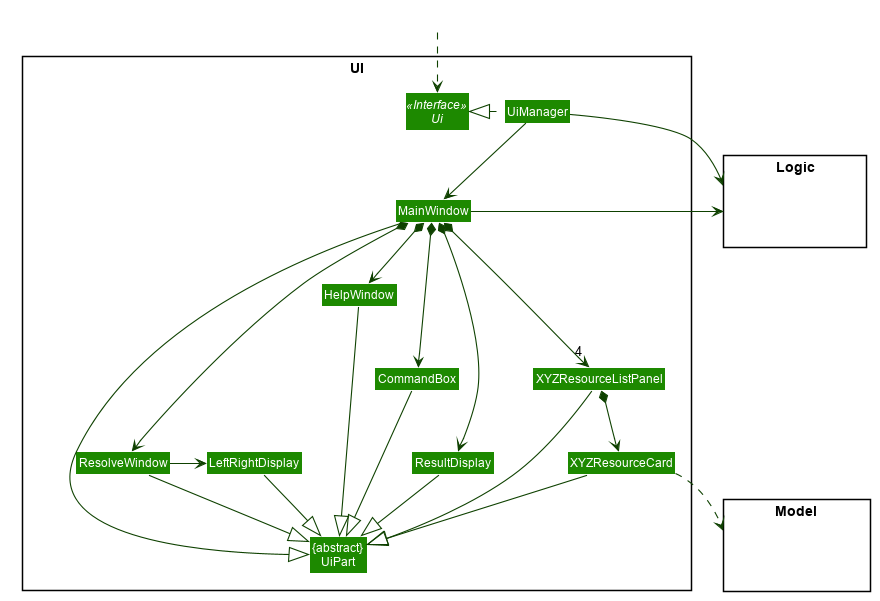 UI
«Interface»
Ui
UiManager
Logic
MainWindow
HelpWindow
4
CommandBox
XYZResourceListPanel
ResolveWindow
LeftRightDisplay
ResultDisplay
XYZResourceCard
Model
{abstract}
UiPart